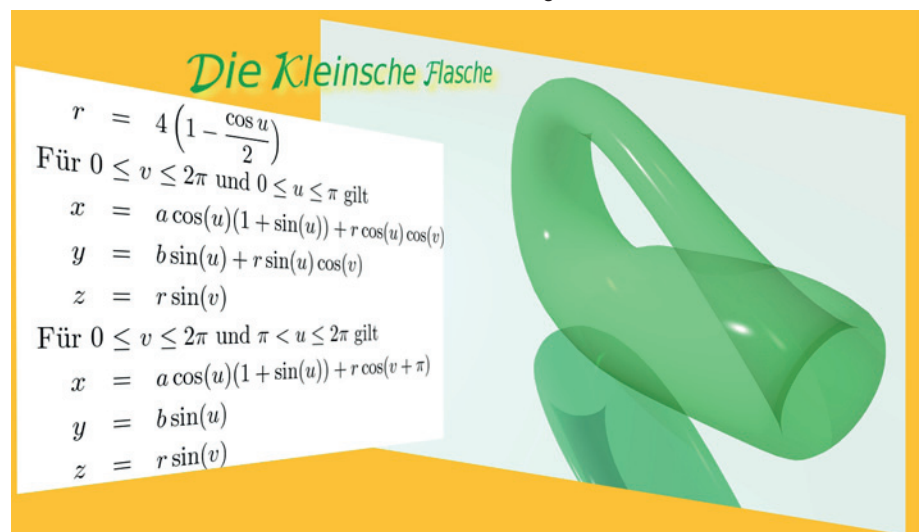 Die Kleinsche Flasche
r = 4(1 − cos u/2)
Für 0 ≤ v ≤ 2π und 0 ≤ u ≤ π gilt
x = a cos(u)(1 + sin(u)) + r cos(u) cos(v)
y = b sin(u) + r sin(u) cos(v)
z = r sin(v)
Für 0 ≤ v ≤ 2π und π < u ≤ 2π gilt
x = a cos(u)(1 + sin(u)) + r cos(v + π)
y = b sin(u)
z = r sin(v)